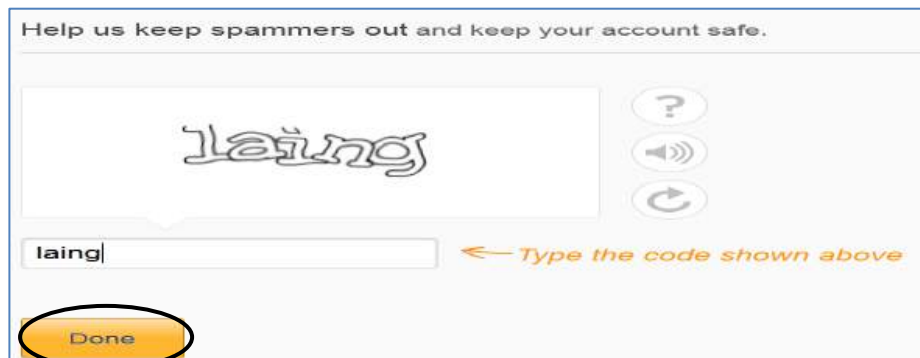 Help us keep spammers out and keep your account safe.
laing
?
laing
Type the code shown above
Done